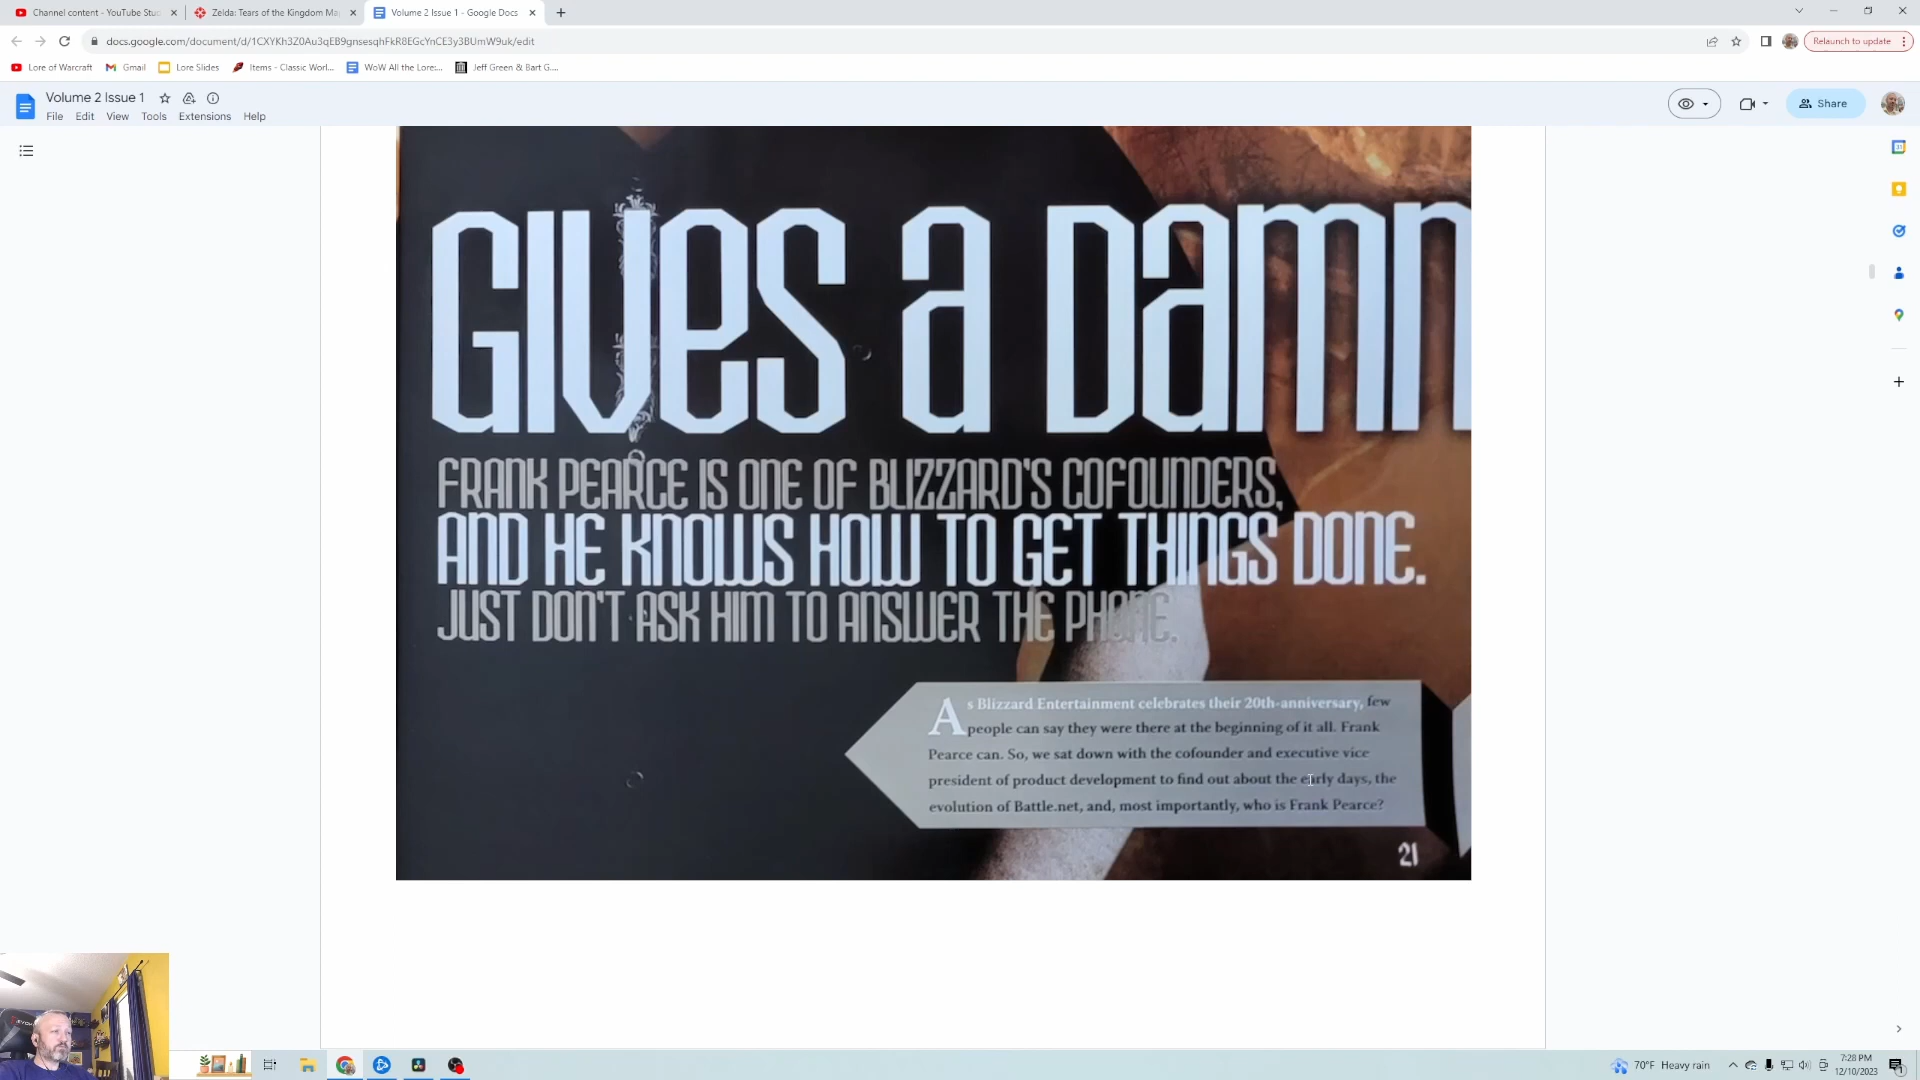 Channel content - YouTube Stu
Zelda: Tears of the Kingdom Ma
Volume 2 Issue 1 - Google Docs
docs.google.com/document/d/1CXYKh3Z0Au3qEB9gnsesqhFkR8EGcYnCE3y3BUmW9uk/edit
Relaunch to update
Lore of Warcraft
Gmail
Lore Slides
Items - Classic Worl...
WoW All the Lore:...
Jeff Green & Bart G....
Volume 2 Issue 1
File Edit View Tools Extensions Help
Share
31
GIVES A DAMN
FRANK PEARCE IS ONE OF BLIZZARD'S COFOUNDERS,
AND HE KNOWS HOW TO GET THINGS DONE.
JUST DON'T ASK HIM TO ANSWER THE PHONE.
As Blizzard Entertainment celebrates their 20th-anniversary, few
people can say they were there at the beginning of it all. Frank
Pearce can. So, we sat down with the cofounder and executive vice
president of product development to find out about the early days, the
evolution of Battle.net, and, most importantly, who is Frank Pearce?
21
70°F Heavy rain
7:28 PM
12/10/2023